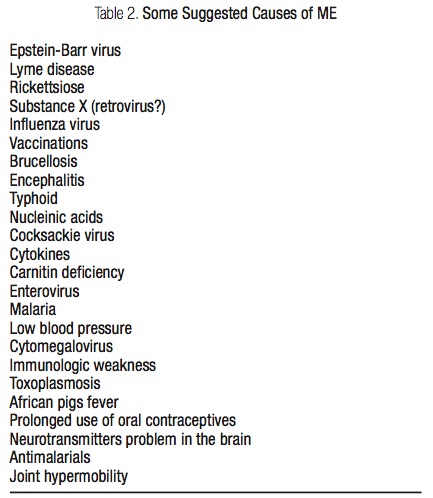 Table 2. Some Suggested Causes of ME
Epstein-Barr virus
Lyme disease
Rickettsiose
Substance X (retrovirus?)
Influenza virus
Vaccinations
Brucellosis
Encephalitis
Typhoid
Nucleinic acids
Cocksackie virus
Cytokines
Carnitin deficiency
Enterovirus
Malaria
Low blood pressure
Cytomegalovirus
Immunologic weakness
Toxoplasmosis
African pigs fever
Prolonged use of oral contraceptives
Neurotransmitters problem in the brain
Antimalarials
Joint hypermobility